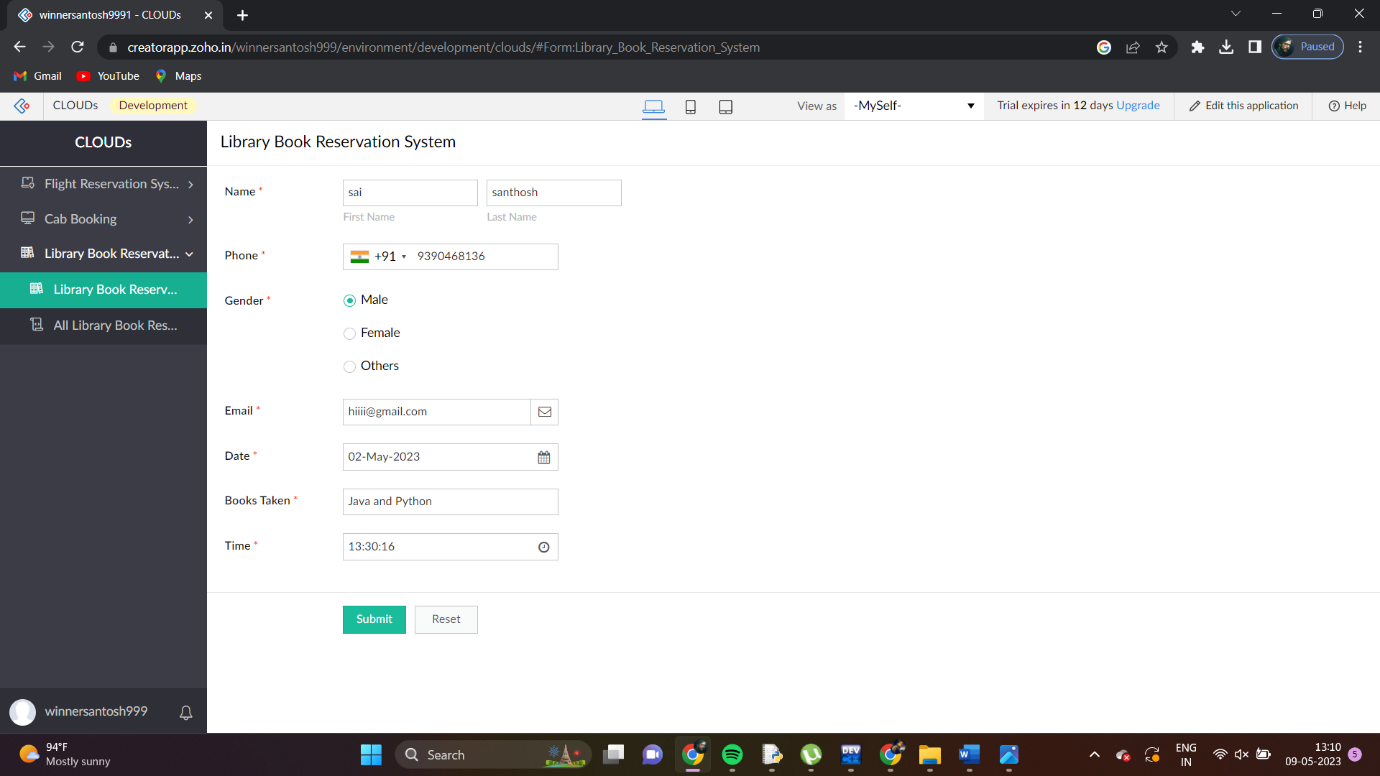 winnersantosh9991 - CLOUDs
creatorapp.zoho.in/winnersantosh999/environment/development/clouds/#Form:Library_Book_Reservation_System
Paused
Gmail YouTube Maps
CLOUDs Development View as -MySelf- Trial expires in 12 days Upgrade Edit this application Help
CLOUDs
Flight Reservation Sys...
Cab Booking
Library Book Reservat...
Library Book Reserv...
All Library Book Res...
winnersantosh999
Library Book Reservation System
Name * sai santhosh
First Name Last Name
Phone * +91 9390468136
Gender * Male
Female
Others
Email * hiiii@gmail.com
Date * 02-May-2023
Books Taken * Java and Python
Time * 13:30:16
Submit Reset
94°F
Mostly sunny
Search
DEV
W
ENG
IN
13:10
09-05-2023
5